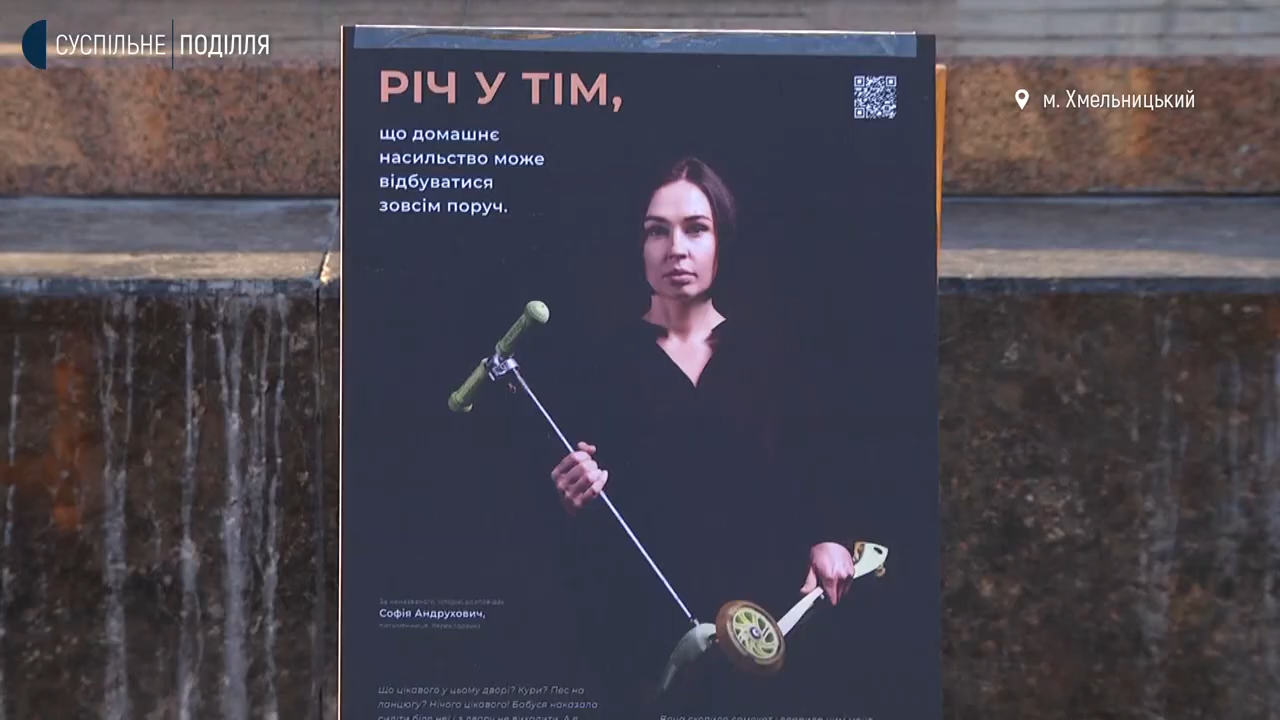 СУСПІЛЬНЕ ПОДІЛЛЯ
м. Хмельницький
РІЧ У ТІМ,
що домашнє
насильство може
відбуватися
зовсім поруч.
Софія Андрухович,
Що цікавого у цьому дворі? Кури? Пес на
ланцюгу? Нічого цікавого! Бабуся наказала